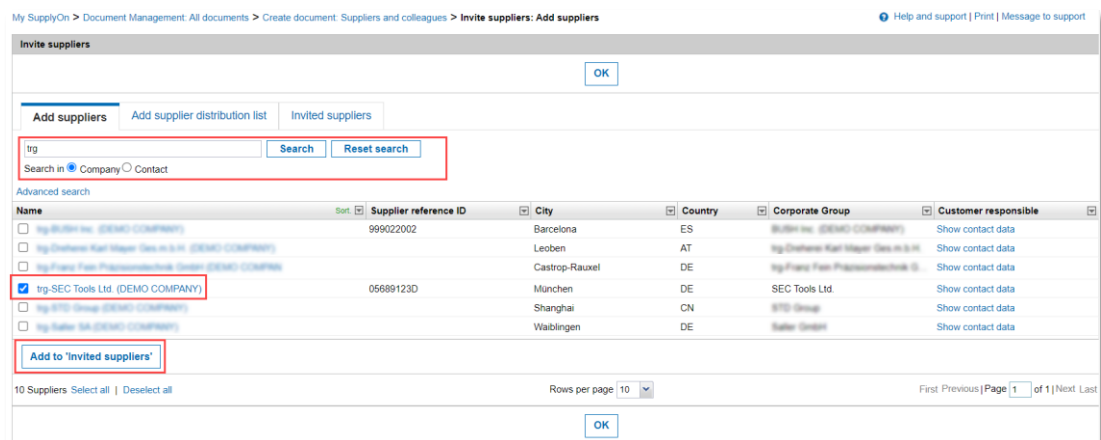 My SupplyOn > Document Management: All documents > Create document: Suppliers and colleagues > Invite suppliers: Add suppliers Help and support | Print | Message to support
Invite suppliers
OK
Add suppliers Add supplier distribution list Invited suppliers
trg Search Reset search
Search in Company Contact
Advanced search
Name Sort. Supplier reference ID City Country Corporate Group Customer responsible
999022002 Barcelona ES Show contact data
Leoben AT Show contact data
Castrop-Rauxel DE Show contact data
trg-SEC Tools Ltd. (DEMO COMPANY) 05689123D München DE SEC Tools Ltd. Show contact data
Shanghai CN Show contact data
Waiblingen DE Show contact data
Add to 'Invited suppliers'
10 Suppliers Select all | Deselect all Rows per page 10 First Previous | Page 1 of 1 | Next Last
OK